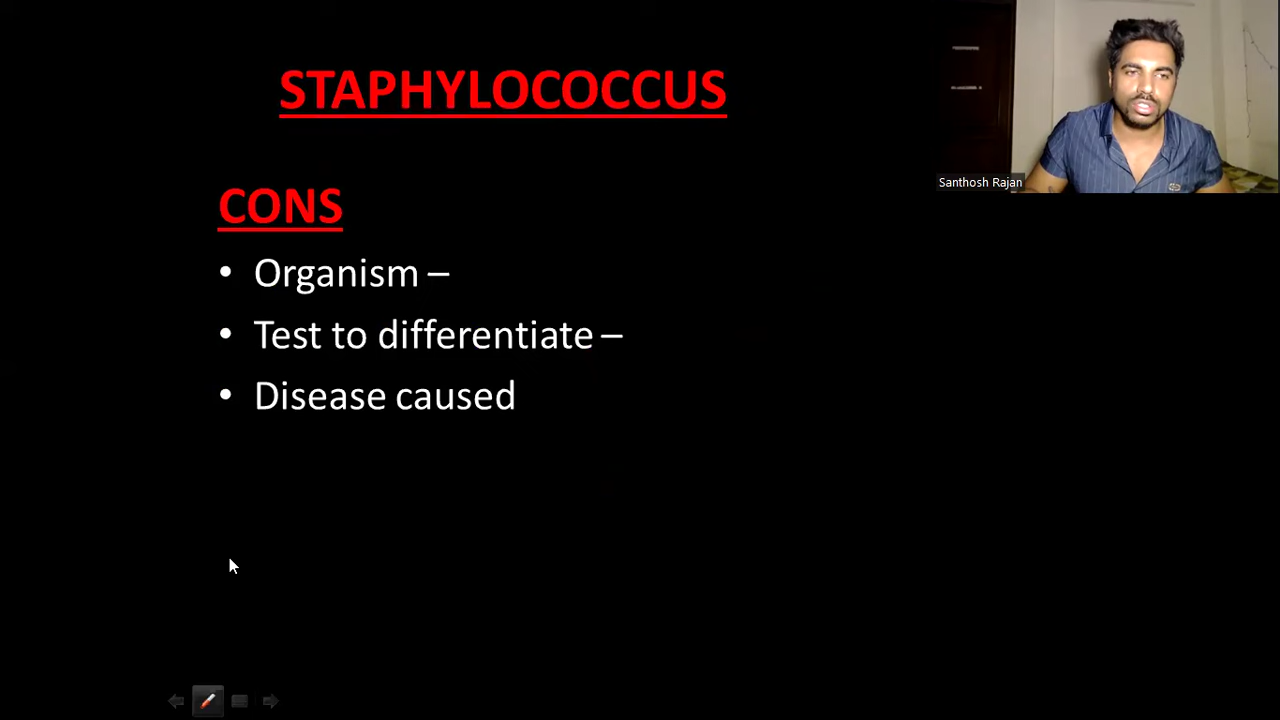 STAPHYLOCOCCUS
Santhosh Rajan
CONS
• Organism –
• Test to differentiate –
• Disease caused